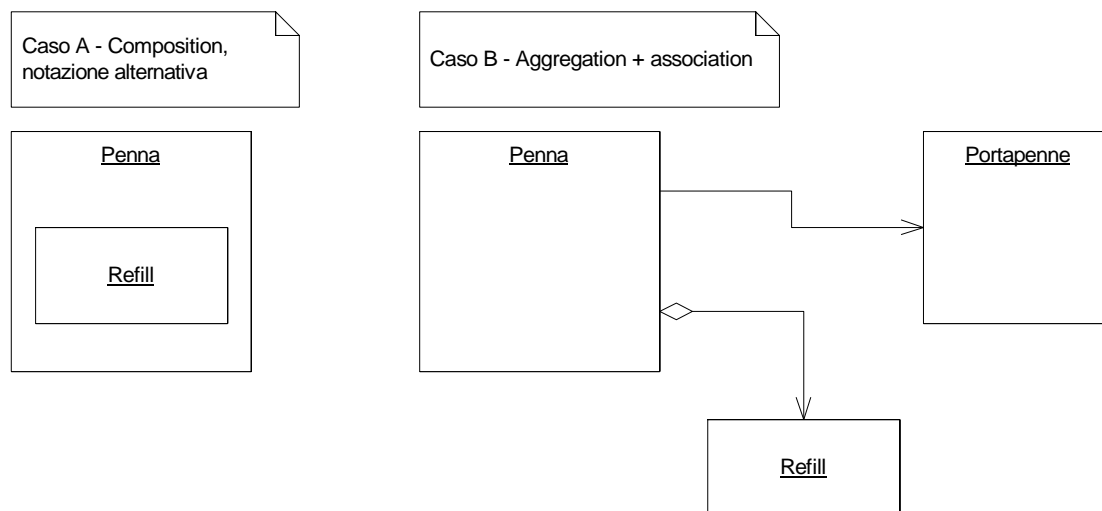 Caso A - Composition,
notazione alternativa
Caso B - Aggregation + association
Penna
Refill
Penna
Portapenne
Refill